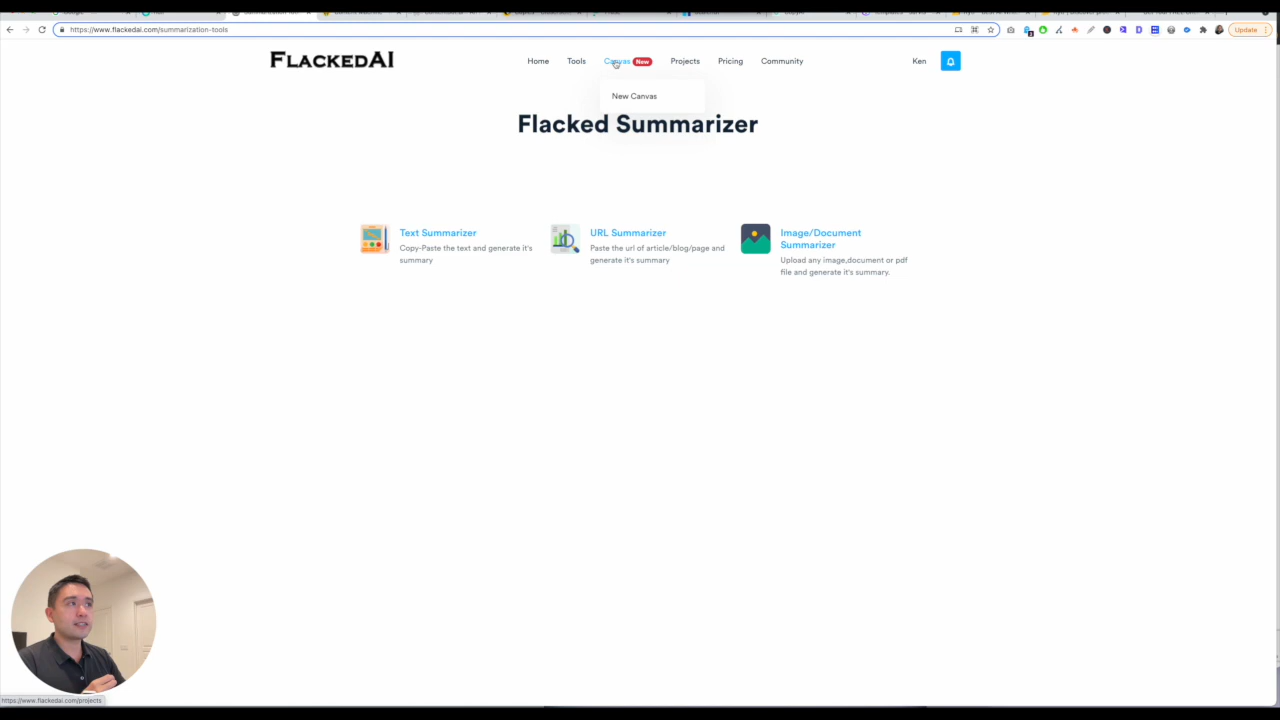 https://www.flackedai.com/summarization-tools
Update
FLACKEDAI
Home
Tools
Canvas New
Projects
Pricing
Community
Ken
New Canvas
Flacked Summarizer
Text Summarizer
Copy-Paste the text and generate it's
summary
URL Summarizer
Paste the url of article/blog/page and
generate it's summary
Image/Document
Summarizer
Upload any image,document or pdf
file and generate it's summary.
https://www.flackedai.com/projects